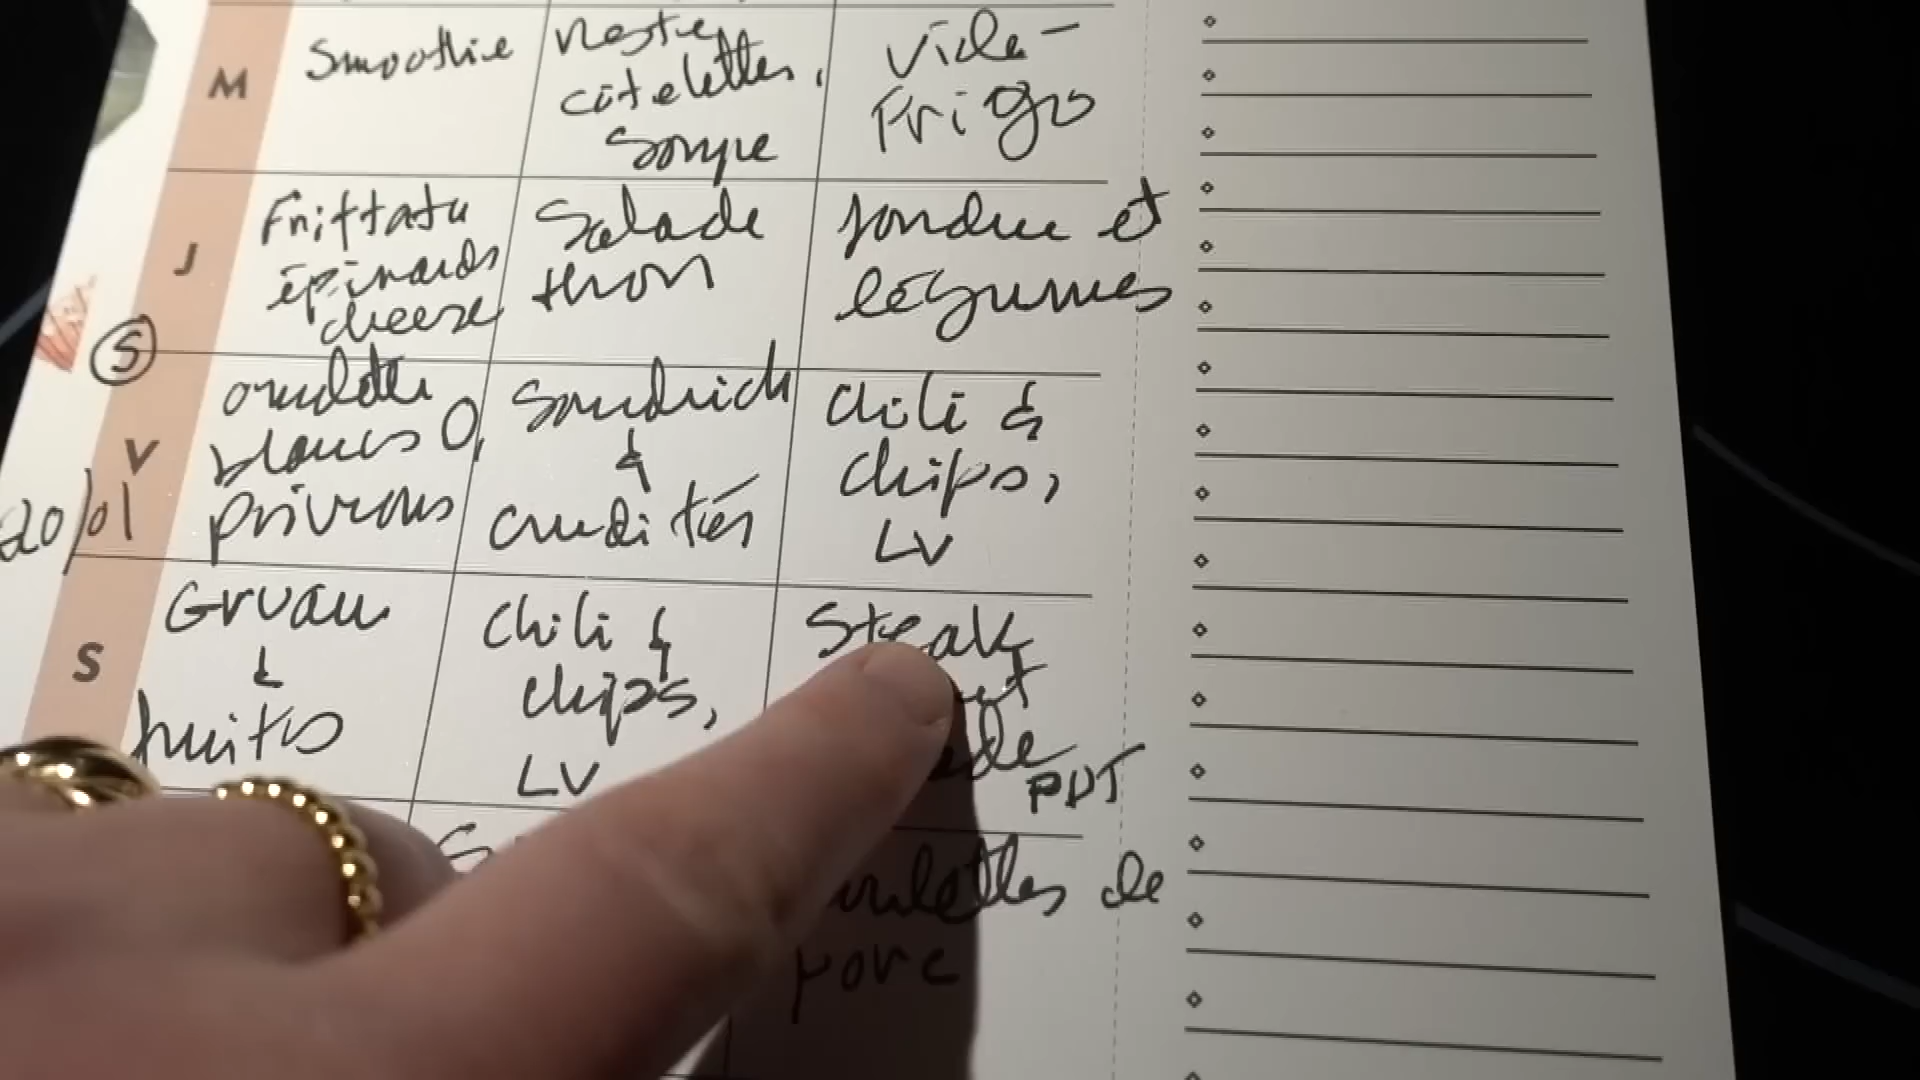 M
Smoothie
Reste
côtelettes,
Soupe
Vide-
Frigo
J
Frittata
épinards
cheese
Salade
thon
fondue et
légumes
S
V
20/01
omelette
blancs O,
poivrons
Sandwich
&
crudités
Chili &
chips,
LV
S
Gruau
&
fruits
Chili &
chips,
LV
Steak
PDT
de
porc